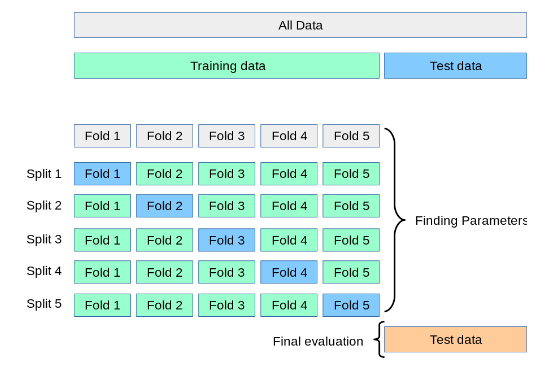 All Data
Training data Test data
Fold 1 Fold 2 Fold 3 Fold 4 Fold 5
Split 1 Fold 1 Fold 2 Fold 3 Fold 4 Fold 5
Split 2 Fold 1 Fold 2 Fold 3 Fold 4 Fold 5
Finding Parameters
Split 3 Fold 1 Fold 2 Fold 3 Fold 4 Fold 5
Split 4 Fold 1 Fold 2 Fold 3 Fold 4 Fold 5
Split 5 Fold 1 Fold 2 Fold 3 Fold 4 Fold 5
Final evaluation Test data